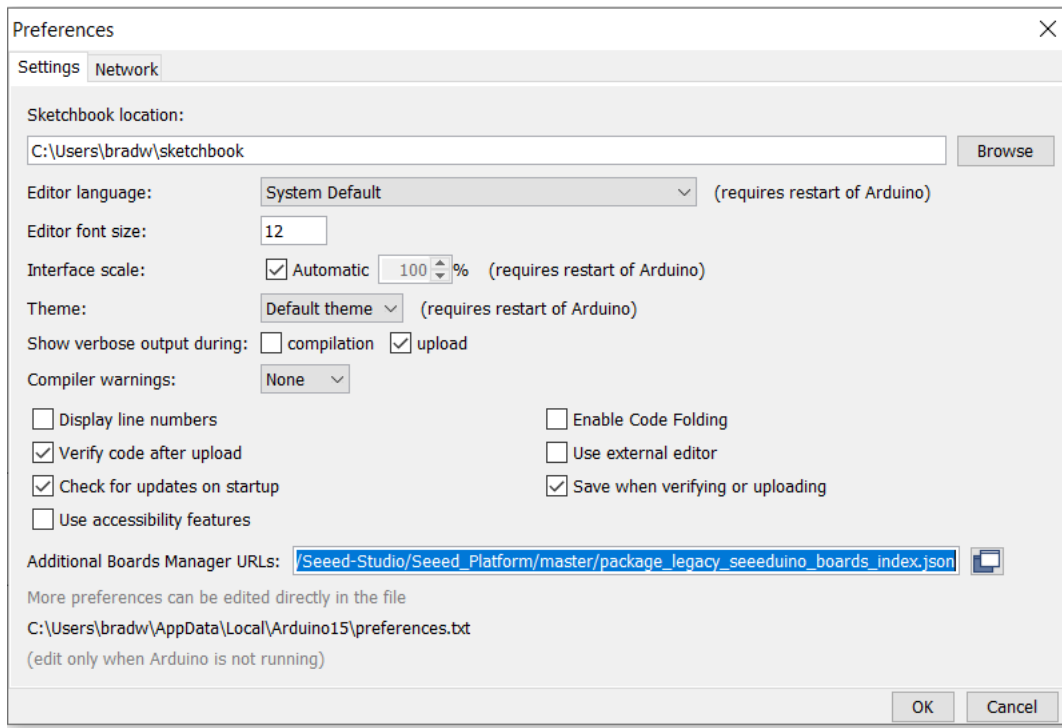 Preferences
Settings Network
Sketchbook location:
C:\Users\bradw\sketchbook Browse
Editor language: System Default (requires restart of Arduino)
Editor font size: 12
Interface scale: Automatic 100 % (requires restart of Arduino)
Theme: Default theme (requires restart of Arduino)
Show verbose output during: compilation upload
Compiler warnings: None
Display line numbers Enable Code Folding
Verify code after upload Use external editor
Check for updates on startup Save when verifying or uploading
Use accessibility features
Additional Boards Manager URLs: /Seeed-Studio/Seeed_Platform/master/package_legacy_seeeduino_boards_index.json
More preferences can be edited directly in the file
C:\Users\bradw\AppData\Local\Arduino15\preferences.txt
(edit only when Arduino is not running)
OK Cancel